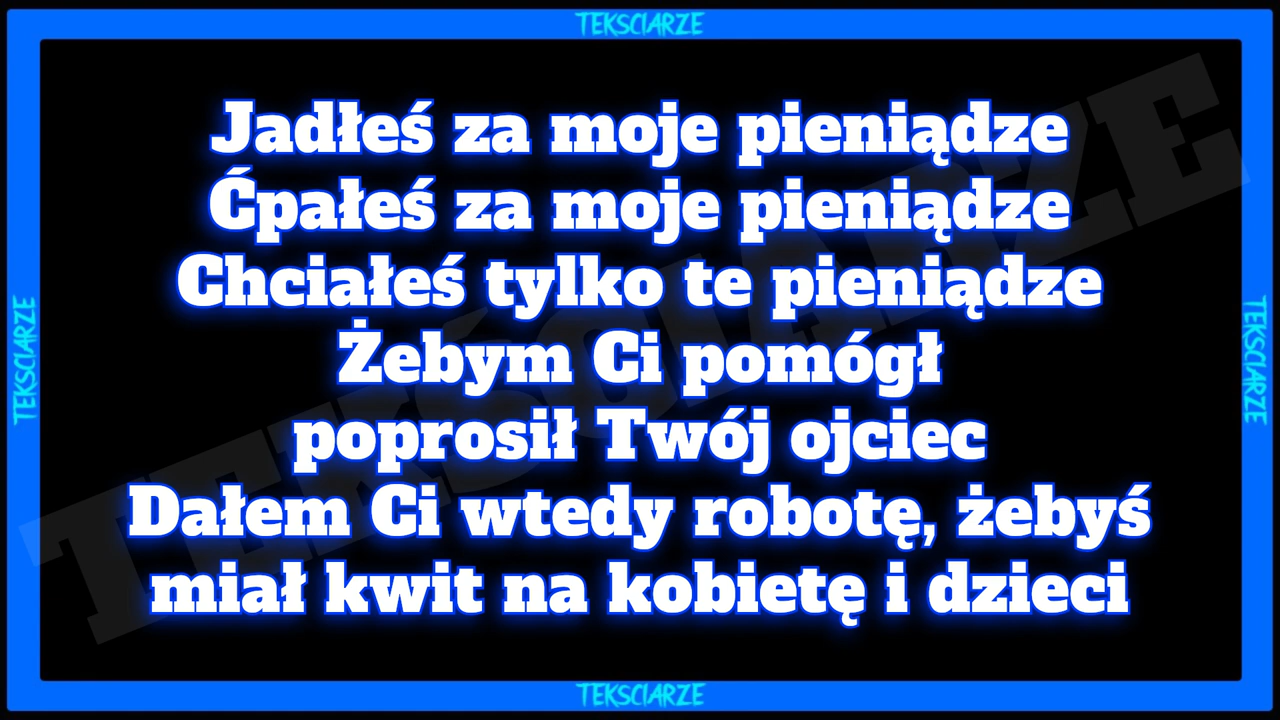 TEKSCIARZE
Jadłeś za moje pieniądze
Ćpałeś za moje pieniądze
Chciałeś tylko te pieniądze
Żebym Ci pomógł
poprosił Twój ojciec
Dałem Ci wtedy robotę, żebyś
miał kwit na kobietę i dzieci
TEKSCIARZE
TEKSCIARZE
TEKŚCIARZE
TEKSCIARZE